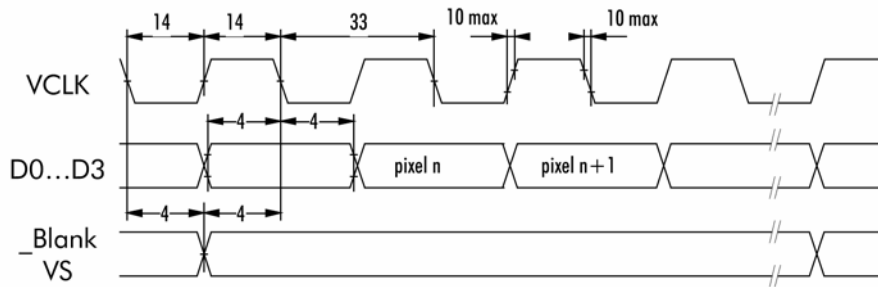 14 14 33 10 max 10 max
VCLK
4 4
D0...D3 pixel n pixel n+1
4 4
_Blank
VS